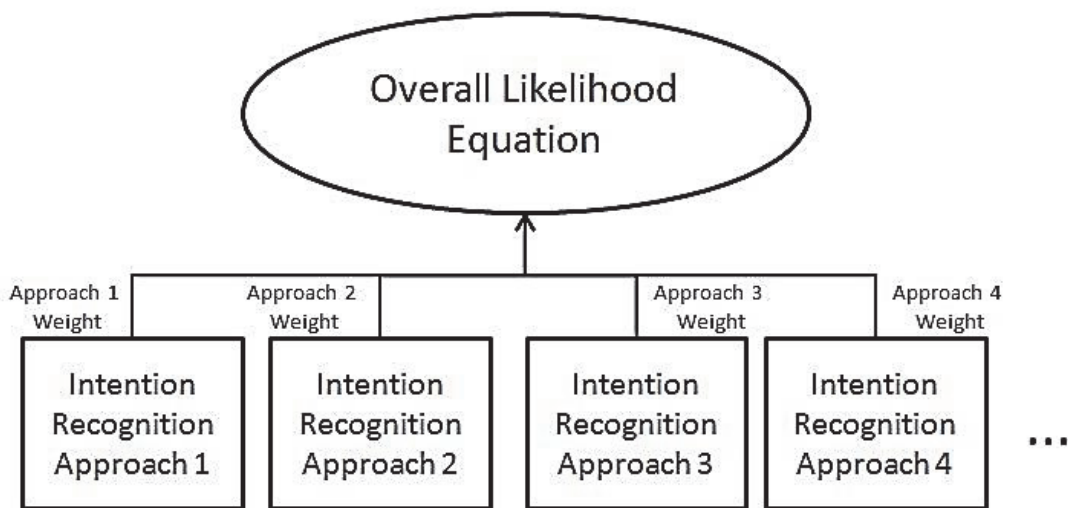 Overall Likelihood
Equation
Approach 1
Weight
Approach 2
Weight
Approach 3
Weight
Approach 4
Weight
Intention
Recognition
Approach 1
Intention
Recognition
Approach 2
Intention
Recognition
Approach 3
Intention
Recognition
Approach 4
...